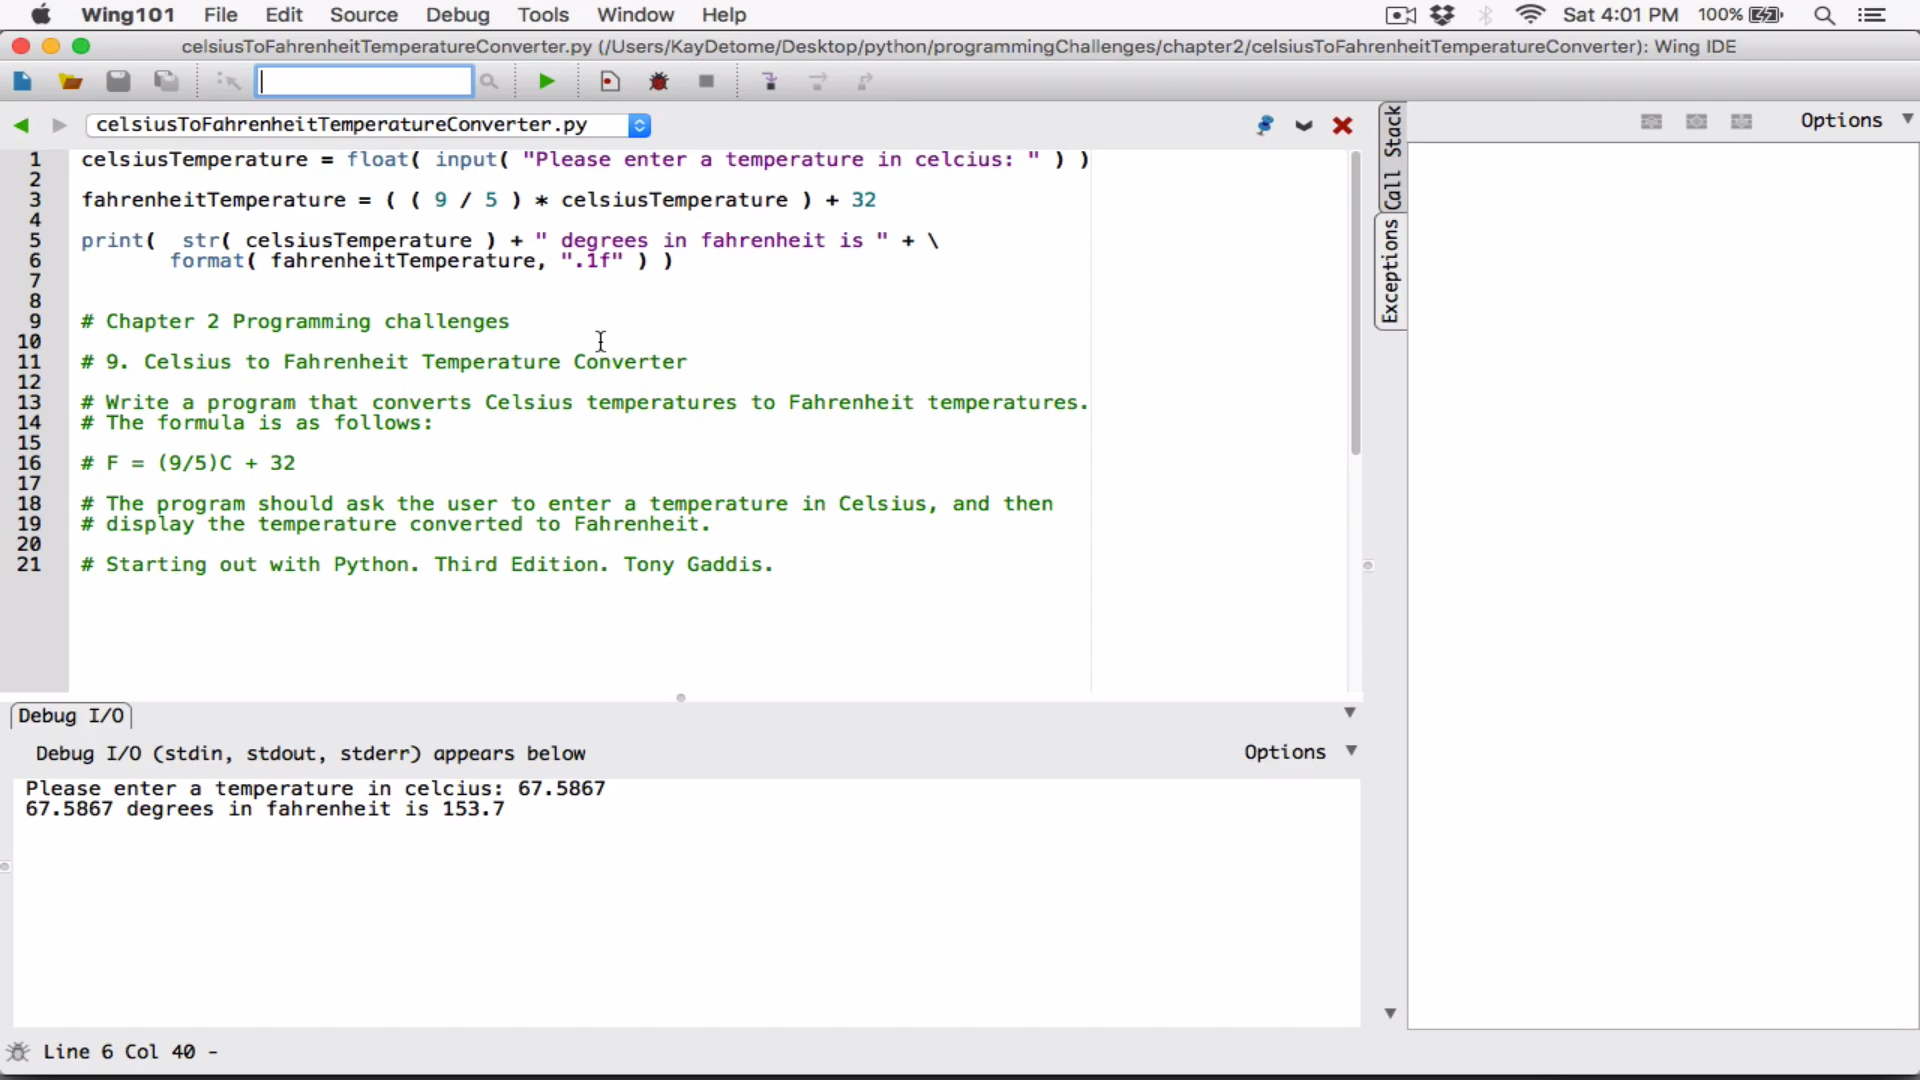 Wing101 File Edit Source Debug Tools Window Help Sat 4:01 PM 100%
celsiusToFahrenheitTemperatureConverter.py (/Users/KayDetome/Desktop/python/programmingChallenges/chapter2/celsiusToFahrenheitTemperatureConverter): Wing IDE
celsiusToFahrenheitTemperatureConverter.py
Options
Call Stack
Exceptions
1 celsiusTemperature = float( input( "Please enter a temperature in celcius: " ) )
2
3 fahrenheitTemperature = ( ( 9 / 5 ) * celsiusTemperature ) + 32
4
5 print(  str( celsiusTemperature ) + " degrees in fahrenheit is " + \
6        format( fahrenheitTemperature, ".1f" ) )
7
8
9 # Chapter 2 Programming challenges
10
11 # 9. Celsius to Fahrenheit Temperature Converter
12
13 # Write a program that converts Celsius temperatures to Fahrenheit temperatures.
14 # The formula is as follows:
15
16 # F = (9/5)C + 32
17
18 # The program should ask the user to enter a temperature in Celsius, and then
19 # display the temperature converted to Fahrenheit.
20
21 # Starting out with Python. Third Edition. Tony Gaddis.
Debug I/O
Debug I/O (stdin, stdout, stderr) appears below Options
Please enter a temperature in celcius: 67.5867
67.5867 degrees in fahrenheit is 153.7
Line 6 Col 40 -